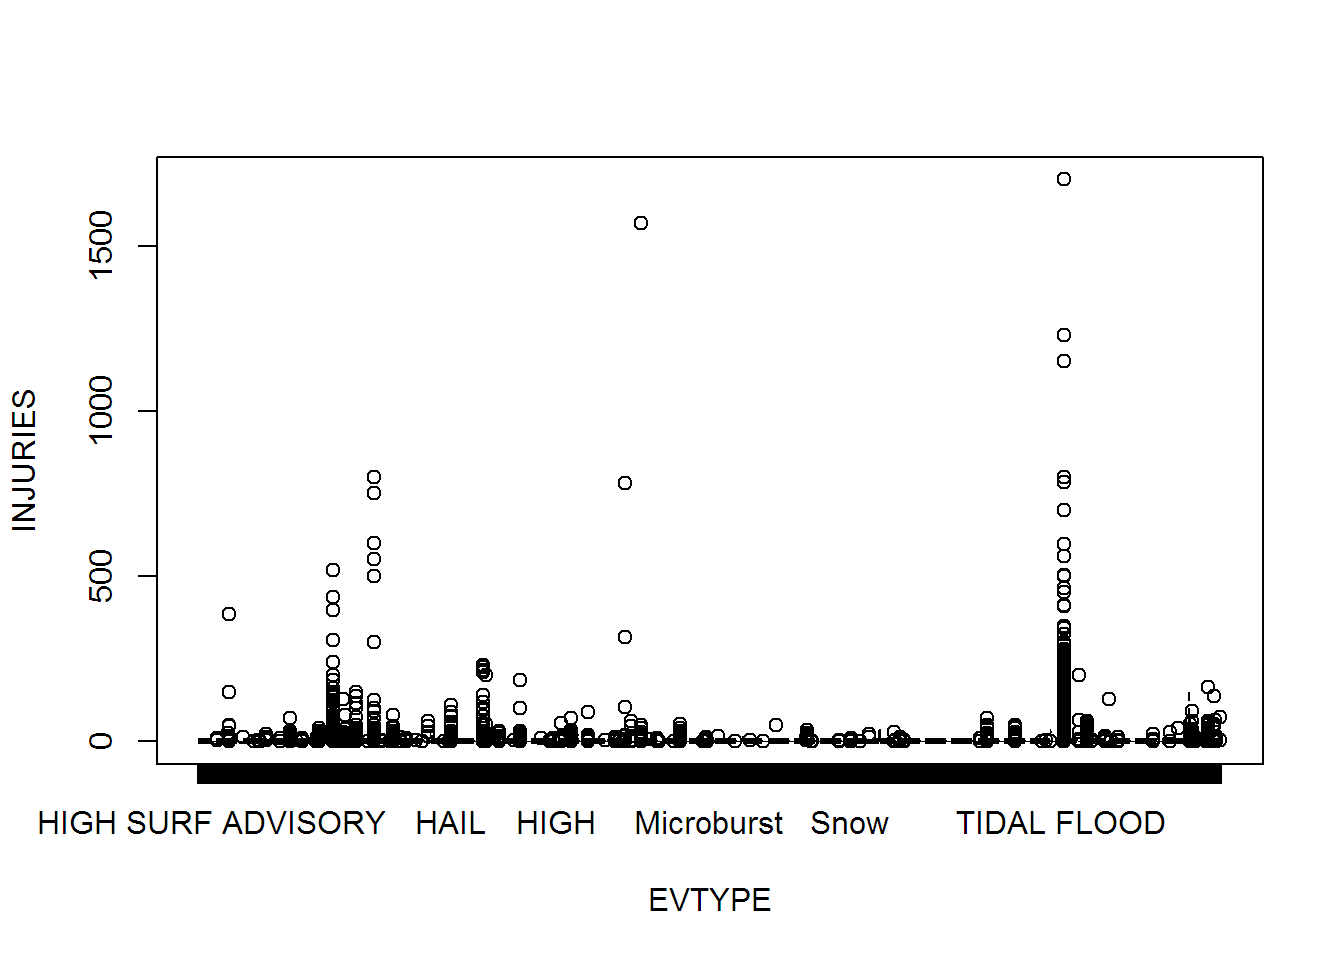 1500
1000
500
0
INJURIES
HIGH SURF ADVISORY HAIL HIGH Microburst Snow TIDAL FLOOD
EVTYPE